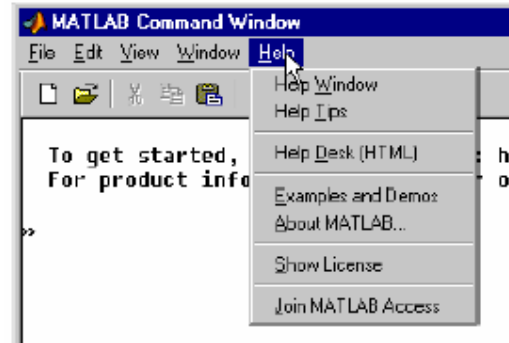 MATLAB Command Window
File Edit View Window Help
Help Window
Help Tips
To get started, : h
Help Desk (HTML)
For product info o
Examples and Demos
»
About MATLAB...
Show License
Join MATLAB Access